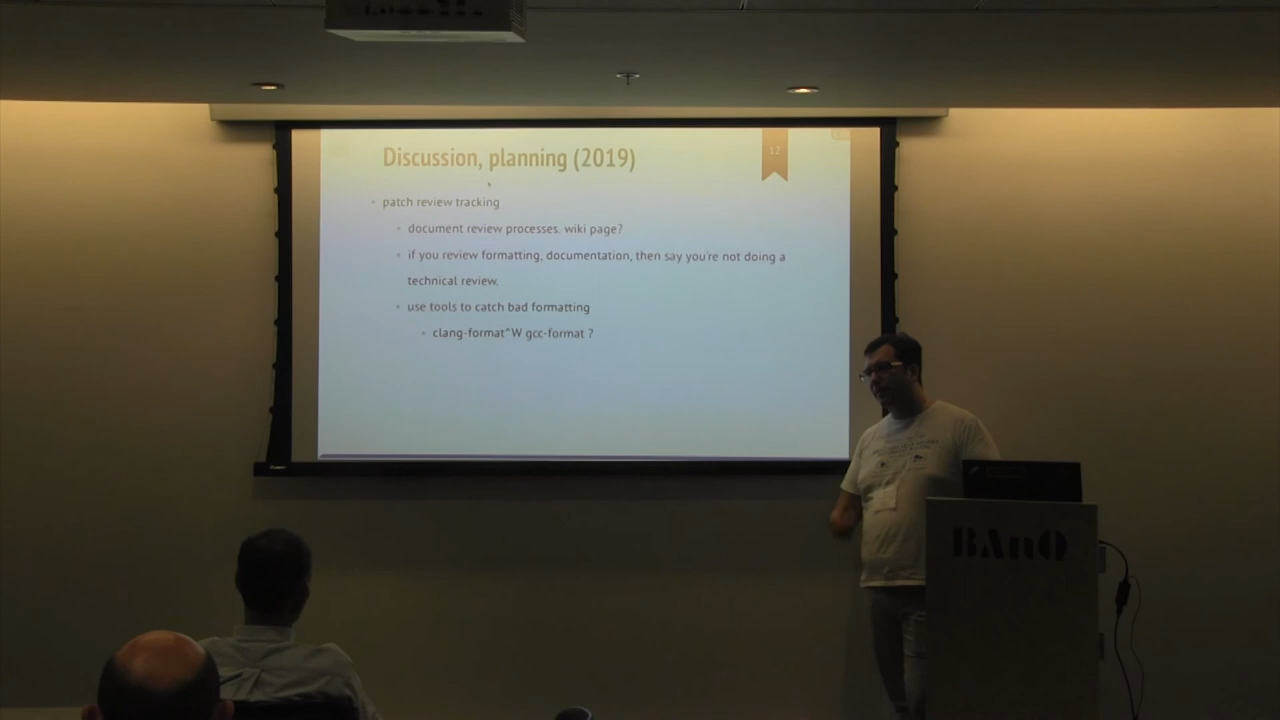 Discussion, planning (2019)
12
patch review tracking
document review processes. wiki page?
if you review formatting, documentation, then say you're not doing a
technical review.
use tools to catch bad formatting
clang-format^W gcc-format ?
BAnQ